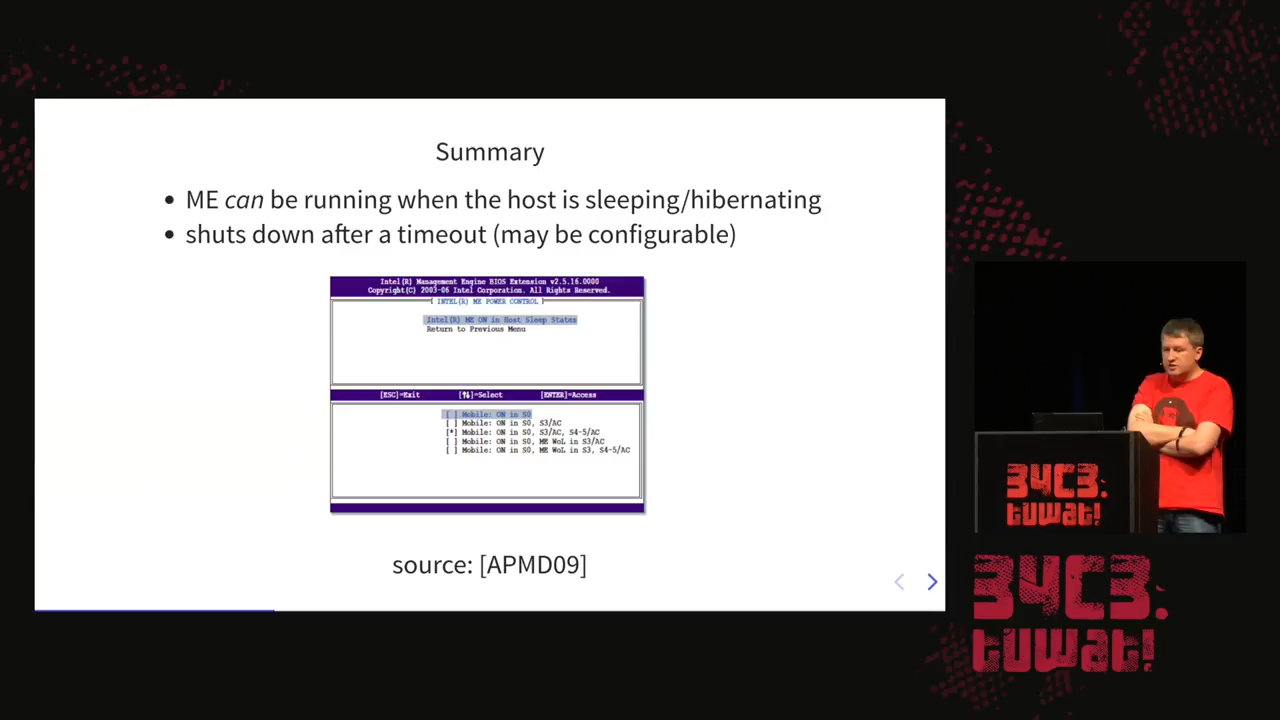 Summary
• ME can be running when the host is sleeping/hibernating
• shuts down after a timeout (may be configurable)
Intel(R) Management Engine BIOS Extension v2.5.16.0000
Copyright(C) 2003-06 Intel Corporation. All Rights Reserved.
[ INTEL(R) ME POWER CONTROL ]
Intel(R) ME ON in Host Sleep States
Return to Previous Menu
[ESC]=Exit [↑↓]=Select [ENTER]=Access
[ ] Mobile: ON in S0
[ ] Mobile: ON in S0, S3/AC
[*] Mobile: ON in S0, S3/AC, S4-5/AC
[ ] Mobile: ON in S0, ME WoL in S3/AC
[ ] Mobile: ON in S0, ME WoL in S3, S4-5/AC
source: [APMD09]
34C3.
tuwat!
34C3.
tuwat!